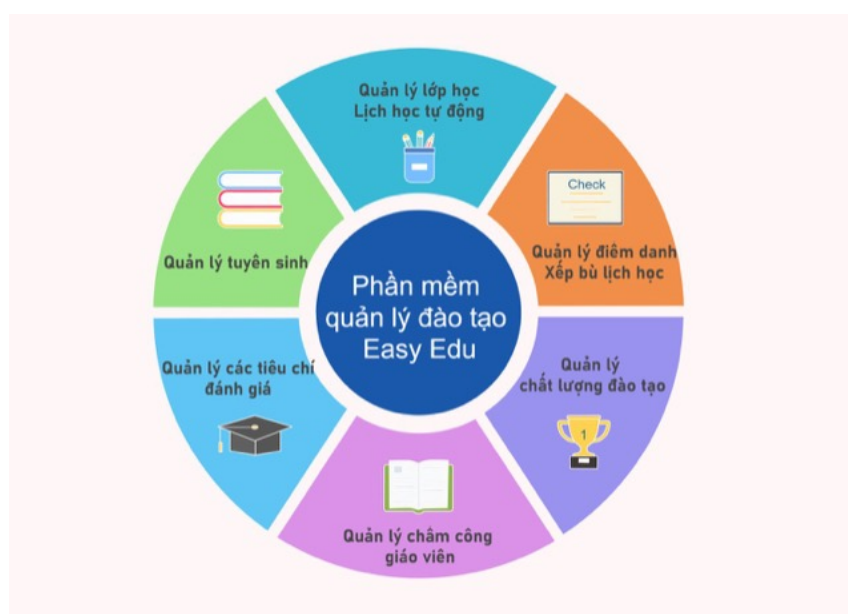 Quản lý lớp học
Lịch học tự động
Check
Quản lý điểm danh
Xếp bù lịch học
Quản lý
chất lượng đào tạo
1
Quản lý chấm công
giáo viên
Quản lý các tiêu chí
đánh giá
Quản lý tuyên sinh
Phần mềm
quản lý đào tạo
Easy Edu